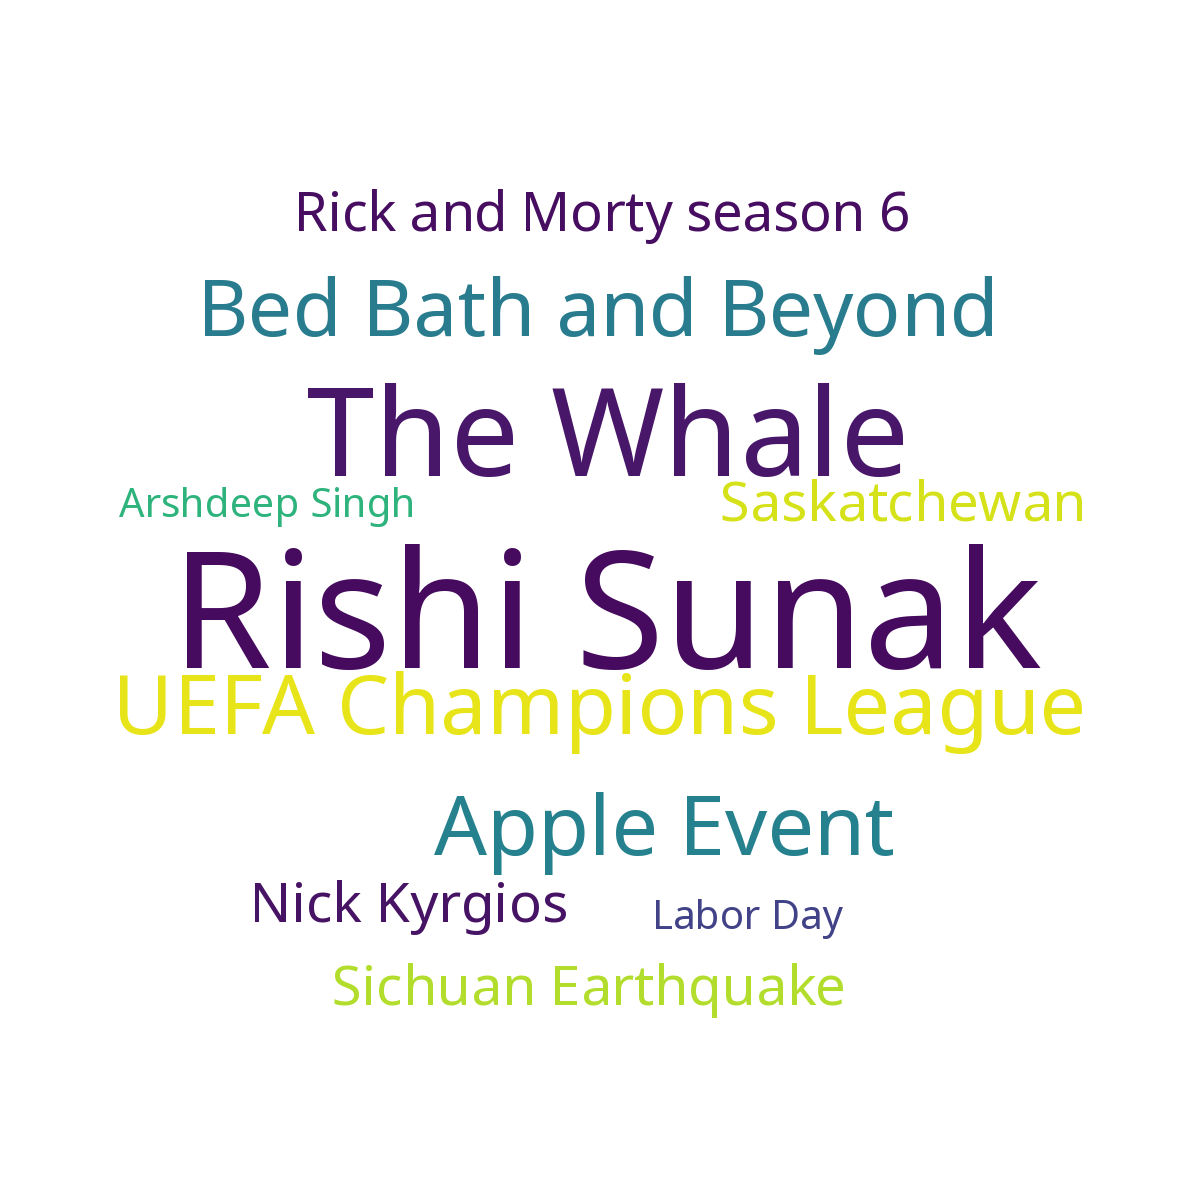 Rick and Morty season 6
Bed Bath and Beyond
The Whale
Arshdeep Singh
Saskatchewan
Rishi Sunak
UEFA Champions League
Apple Event
Nick Kyrgios
Labor Day
Sichuan Earthquake